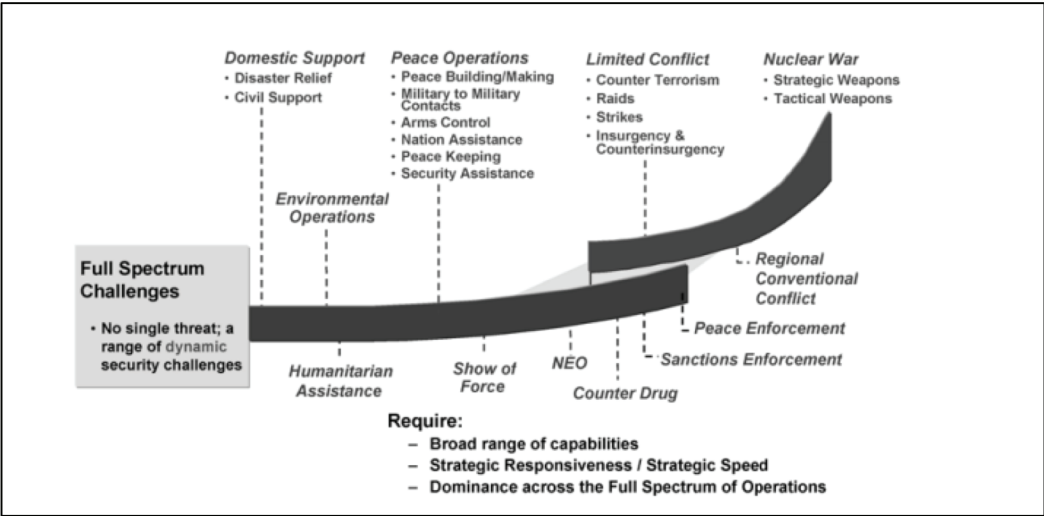 Domestic Support
• Disaster Relief
• Civil Support
Peace Operations
• Peace Building/Making
• Military to Military
Contacts
• Arms Control
• Nation Assistance
• Peace Keeping
• Security Assistance
Limited Conflict
• Counter Terrorism
• Raids
• Strikes
• Insurgency &
Counterinsurgency
Nuclear War
• Strategic Weapons
• Tactical Weapons
Environmental
Operations
Full Spectrum
Challenges
• No single threat; a
range of dynamic
security challenges
Regional
Conventional
Conflict
Peace Enforcement
Sanctions Enforcement
Humanitarian
Assistance
Show of
Force
NEO
Counter Drug
Require:
– Broad range of capabilities
– Strategic Responsiveness / Strategic Speed
– Dominance across the Full Spectrum of Operations